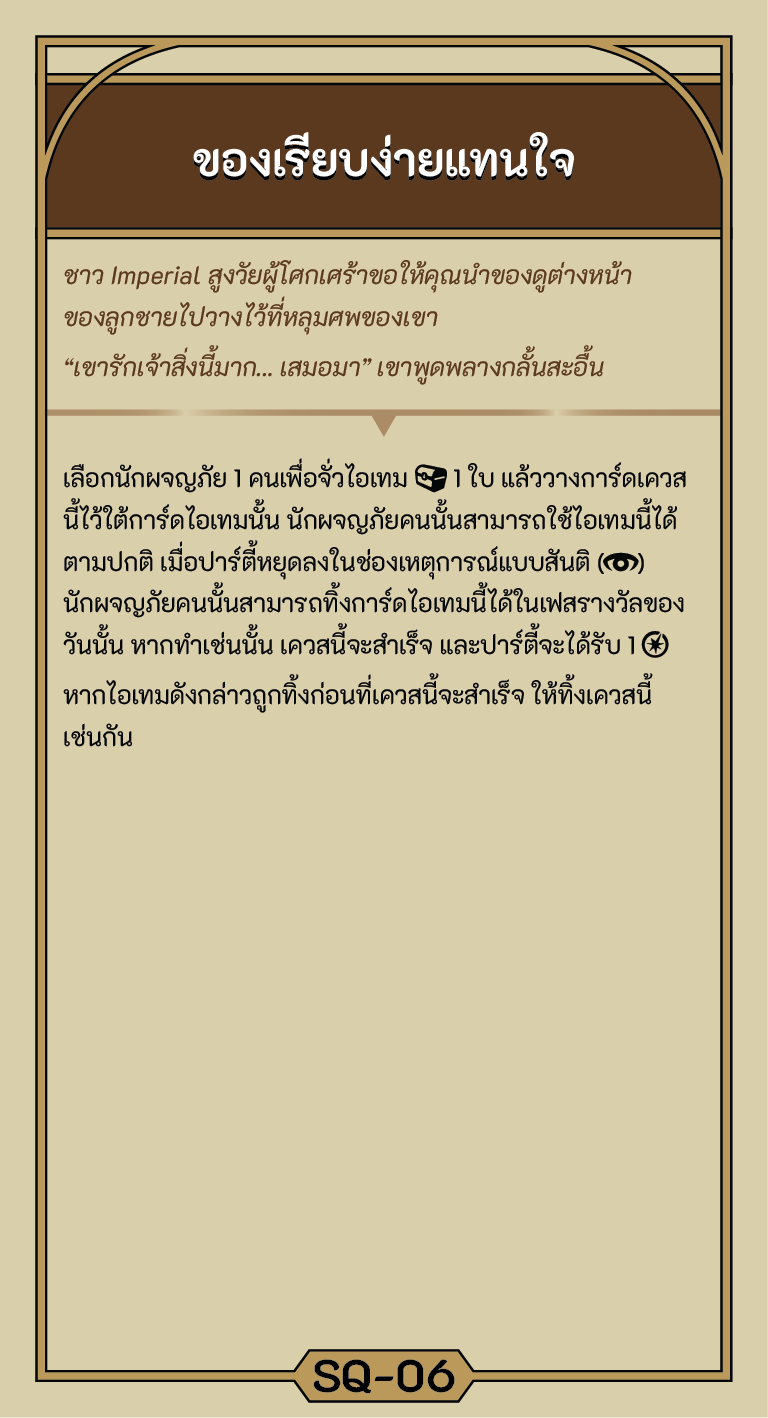 ของเรียบง่ายแทนใจ
ชาว Imperial สูงวัยผู้โศกเศร้าขอให้คุณนำของดูต่างหน้า
ของลูกชายไปวางไว้ที่หลุมศพของเขา
“เขารักเจ้าสิ่งนี้มาก... เสมอมา” เขาพูดพลางกลั้นสะอื้น
เลือกนักผจญภัย 1 คนเพื่อจั่วไอเทม 1 ใบ แล้ววางการ์ดเควส
นี้ไว้ใต้การ์ดไอเทมนั้น นักผจญภัยคนนั้นสามารถใช้ไอเทมนี้ได้
ตามปกติ เมื่อปาร์ตี้หยุดลงในช่องเหตุการณ์แบบสันติ ()
นักผจญภัยคนนั้นสามารถทิ้งการ์ดไอเทมนี้ได้ในเฟสรางวัลของ
วันนั้น หากทำเช่นนั้น เควสนี้จะสำเร็จ และปาร์ตี้จะได้รับ 1
หากไอเทมดังกล่าวถูกทิ้งก่อนที่เควสนี้จะสำเร็จ ให้ทิ้งเควสนี้
เช่นกัน
SQ-06